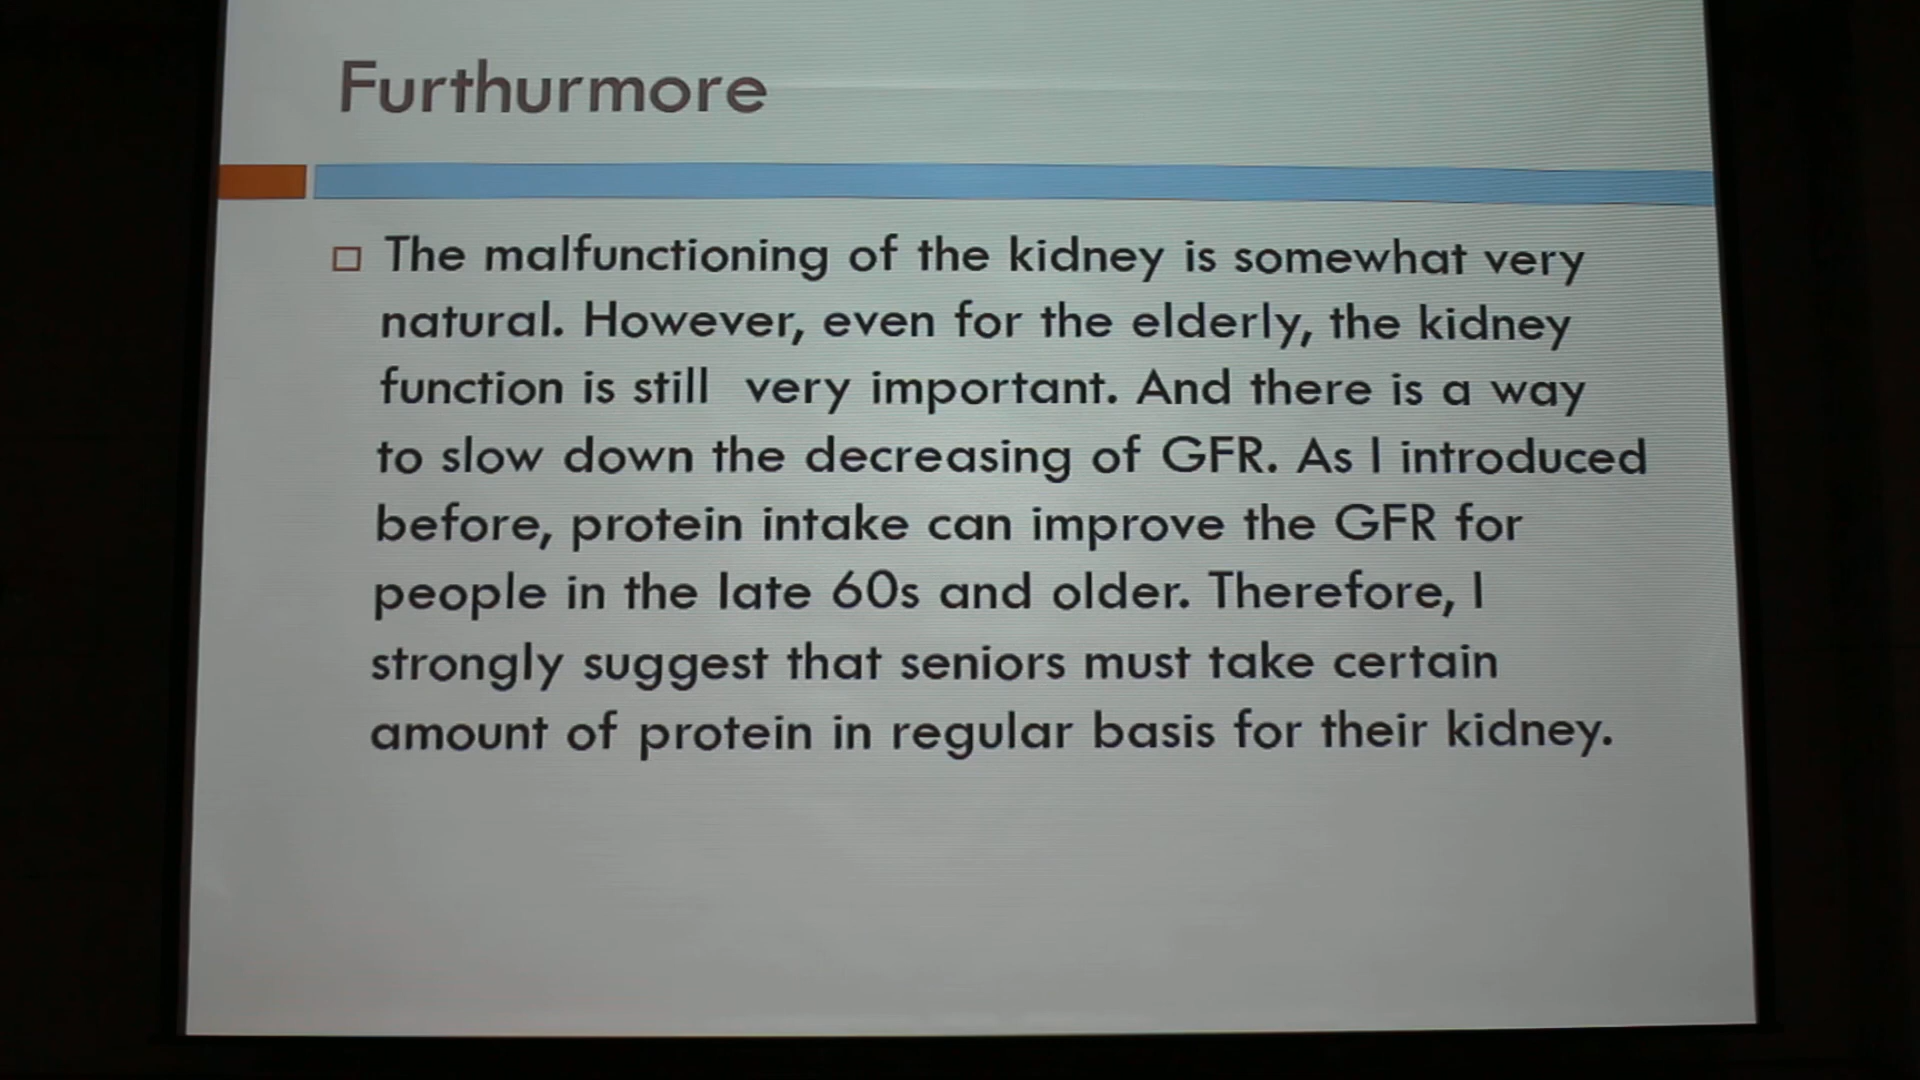 Furthurmore
The malfunctioning of the kidney is somewhat very
natural. However, even for the elderly, the kidney
function is still  very important. And there is a way
to slow down the decreasing of GFR. As I introduced
before, protein intake can improve the GFR for
people in the late 60s and older. Therefore, I
strongly suggest that seniors must take certain
amount of protein in regular basis for their kidney.